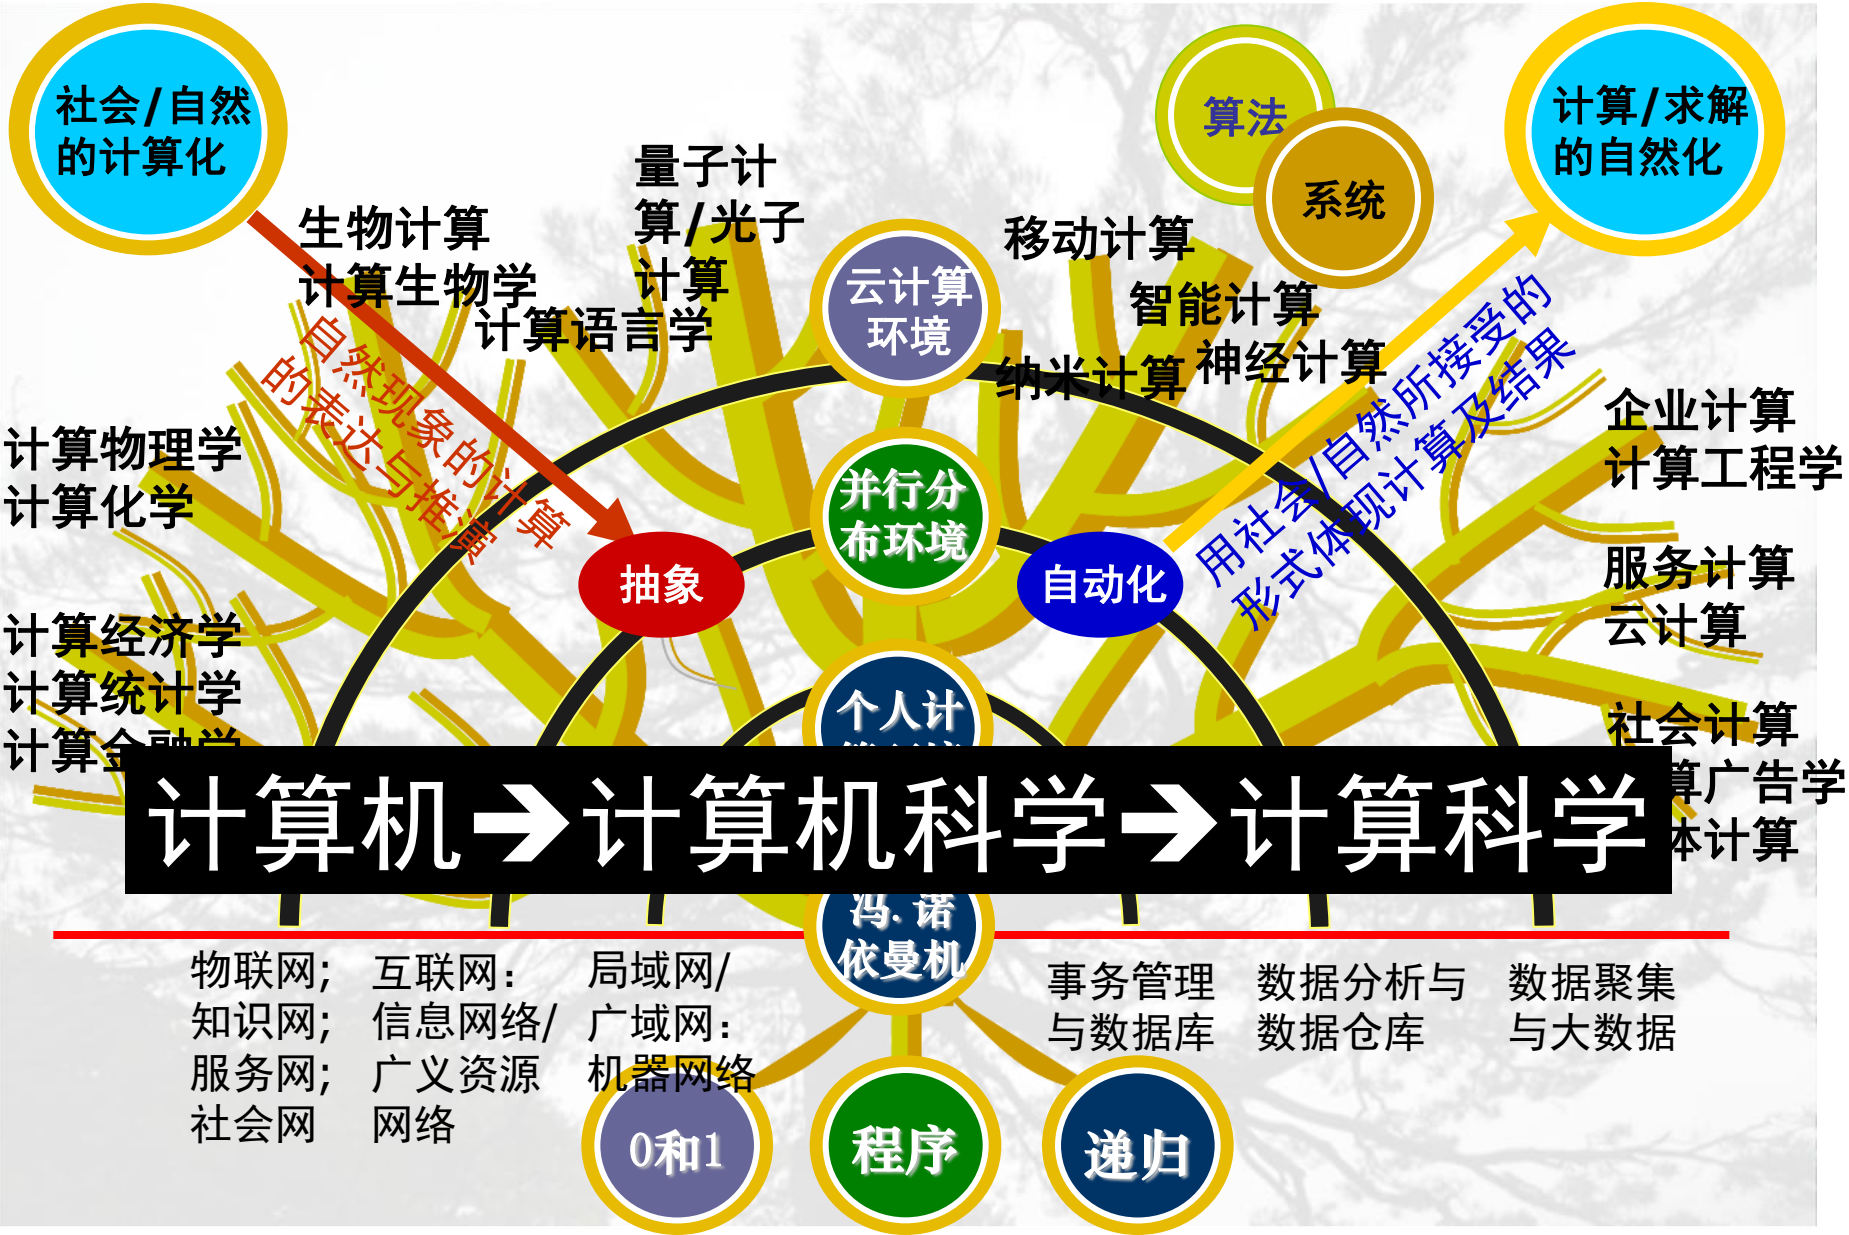 社会/自然
的计算化
算法
系统
计算/求解
的自然化
生物计算
计算生物学
计算语言学
量子计
算/光子
计算
云计算
环境
移动计算
智能计算
神经计算
纳米计算
自然现象的计算
的表达与推演
用社会/自然所接受的
形式体现计算及结果
计算物理学
计算化学
企业计算
计算工程学
并行分
布环境
抽象
自动化
服务计算
云计算
计算经济学
计算统计学
计算金融学
个人计
社会计算
算广告学
体计算
计算机➔计算机科学➔计算科学
冯.诺
依曼机
物联网;
知识网;
服务网;
社会网
互联网：
信息网络/
广义资源
网络
局域网/
广域网：
机器网络
事务管理
与数据库
数据分析与
数据仓库
数据聚集
与大数据
0和1
程序
递归